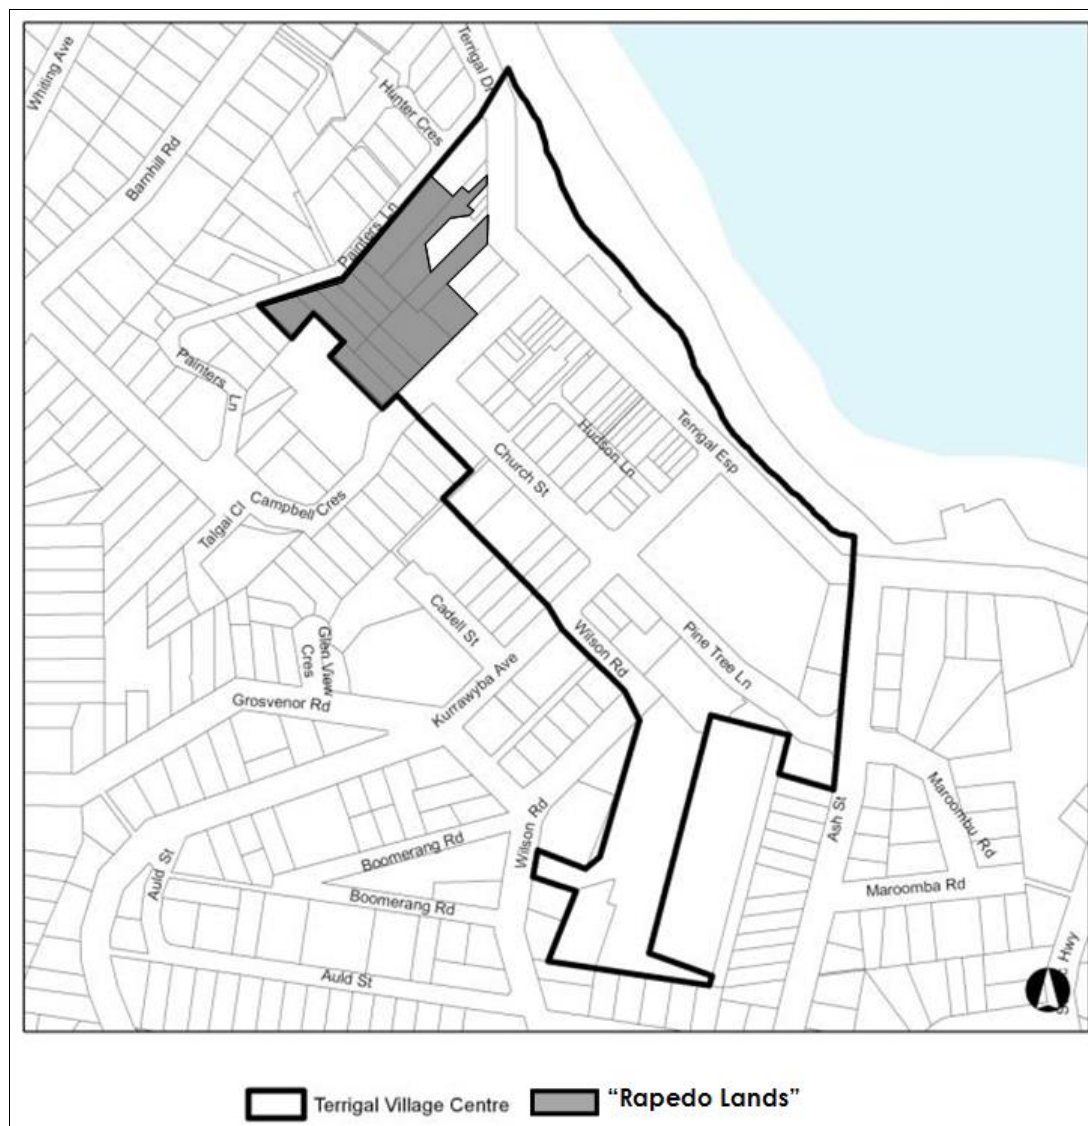 Whiting Ave
Terrigal Dr
Hunter Cres
Barnhill Rd
Painters Ln
Painters
Ln
Terrigal Esp
Hudson Ln
Church St
Campbell Cres
Talgai Cl
Cadell St
Wilson Rd
Pine Tree Ln
Glen View
Cres
Kurrawyba Ave
Grosvenor Rd
Maroombu Rd
Ash St
Wilson Rd
Boomerang Rd
Auld St
Maroomba Rd
Boomerang Rd
Hwy
Auld St
Terrigal Village Centre
“Rapedo Lands”